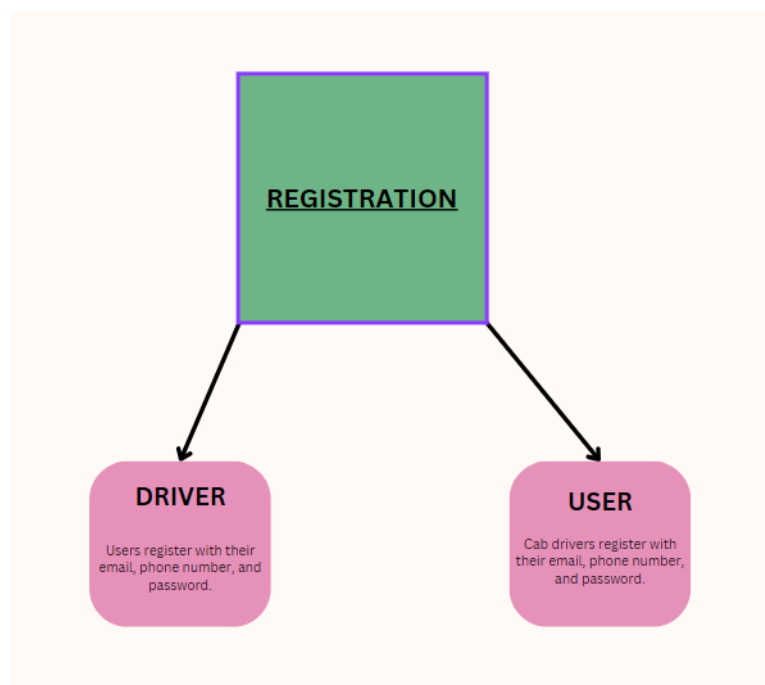 REGISTRATION
DRIVER
Users register with their
email, phone number, and
password.
USER
Cab drivers register with
their email, phone number,
and password.